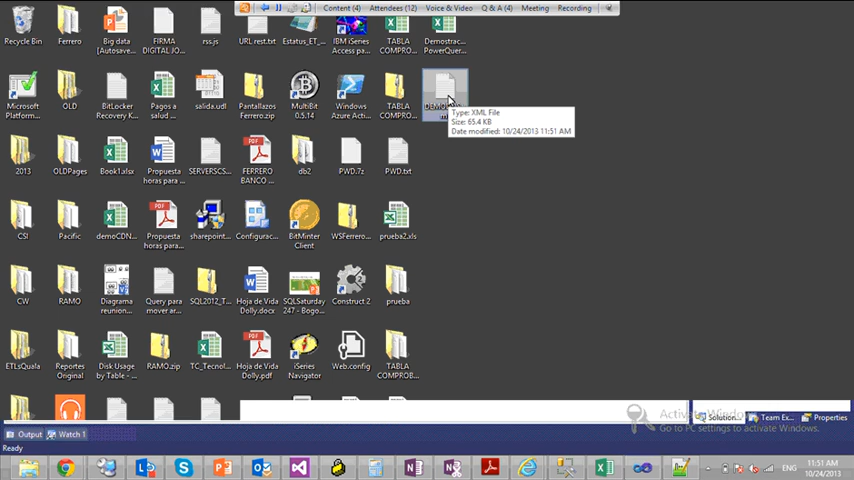 Content (4) Attendees (12) Voice & Video Q & A (4) Meeting Recording
Recycle Bin Ferrero Big data [Autosave... FIRMA DIGITAL JO... rss.js URL rest.txt Estatus_ET_... IBM iSeries Access pa... TABLA COMPRO... Demostrac... PowerQuer...
Microsoft Platform... OLD BitLocker Recovery K... Pagos a salud ... salida.udl Pantallazos Ferrero.zip MultiBit 0.5.14 Windows Azure Acti... TABLA COMPRO...
Type: XML File
Size: 65.4 KB
Date modified: 10/24/2013 11:51 AM
2013 OLDPages Book1.xlsx Propuesta horas para... SERVERSCS... FERRERO BANCO ... db2 PWD.7z PWD.txt
CSI Pacific demoCDN... Propuesta horas para... sharepoint... Configurac... BitMinter Client WSFerrero... prueba2.xls
CW RAMO Diagrama reunion... Query para mover ar... SQL2012_T... Hoja de Vida Dolly.docx SQLSaturday 247 - Bogo... Construct 2 prueba
ETLsQuala Reportes Original Disk Usage by Table - ... RAMO.zip TC_Tecnol... Hoja de Vida Dolly.pdf iSeries Navigator Web.config TABLA COMPROB...
Activate Windows
Go to PC settings to activate Windows.
Solution... Team Ex... Properties
Output Watch 1
Ready
ENG 11:51 AM
10/24/2013